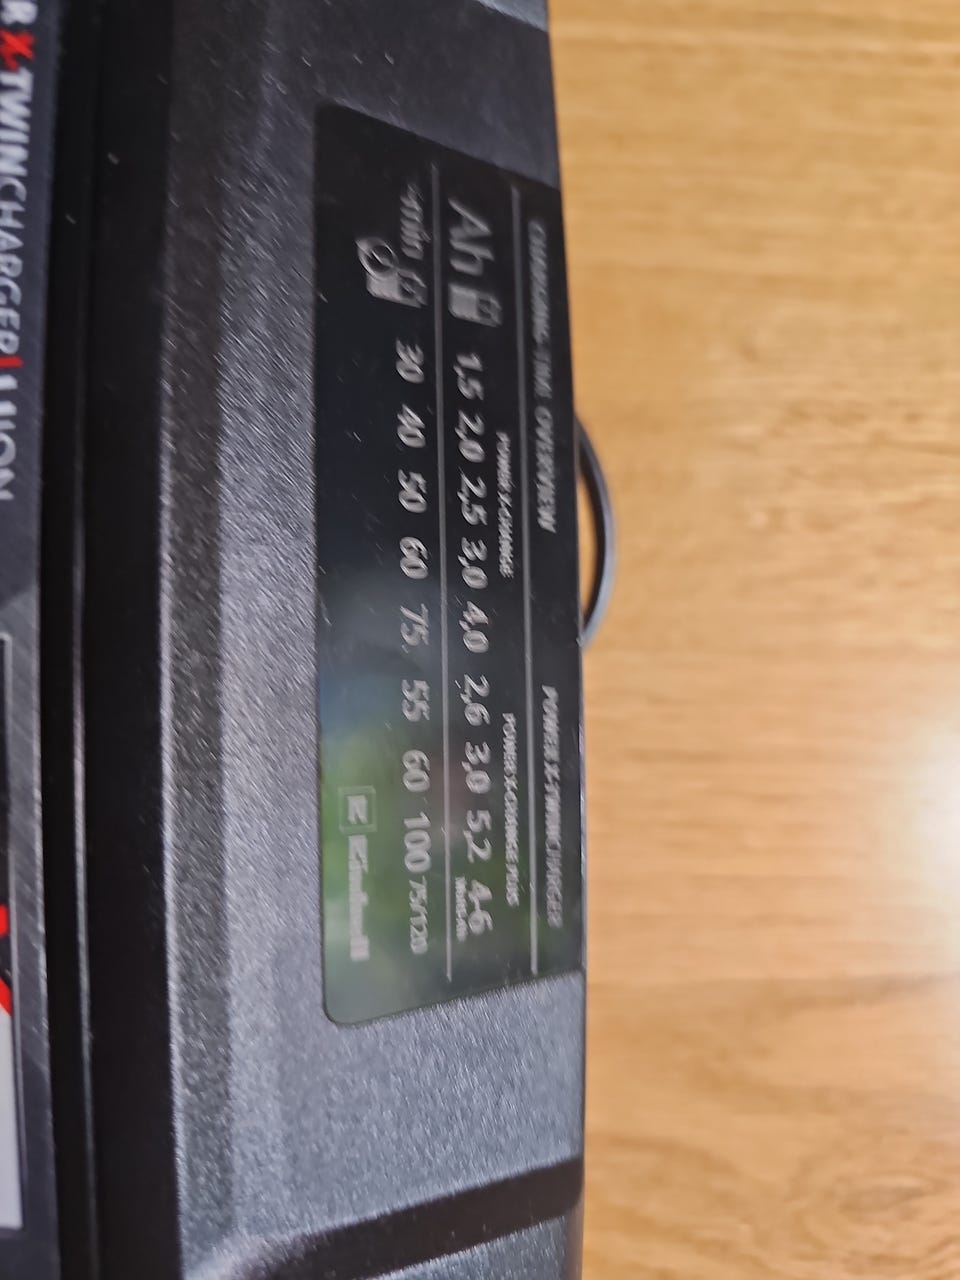 CHARGING TIME OVERVIEW POWER X-TWINCHARGER
POWER X-CHANGE POWER X-CHANGE PLUS
Ah 1,5 2,0 2,5 3,0 4,0 2,6 3,0 5,2 4-6
min 30 40 50 60 75 55 60 100 75/120
Einhell
R X-TWINCHARGER